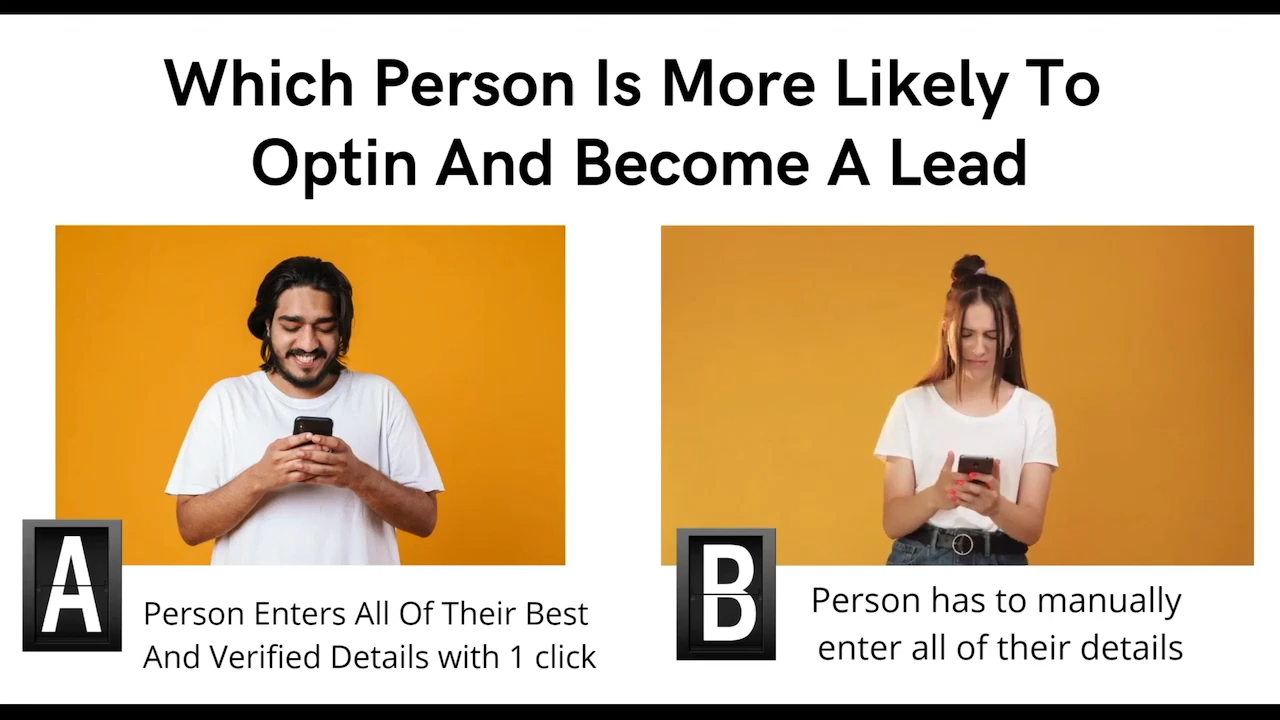 Which Person Is More Likely To
Optin And Become A Lead
A
Person Enters All Of Their Best
And Verified Details with 1 click
B
Person has to manually
enter all of their details